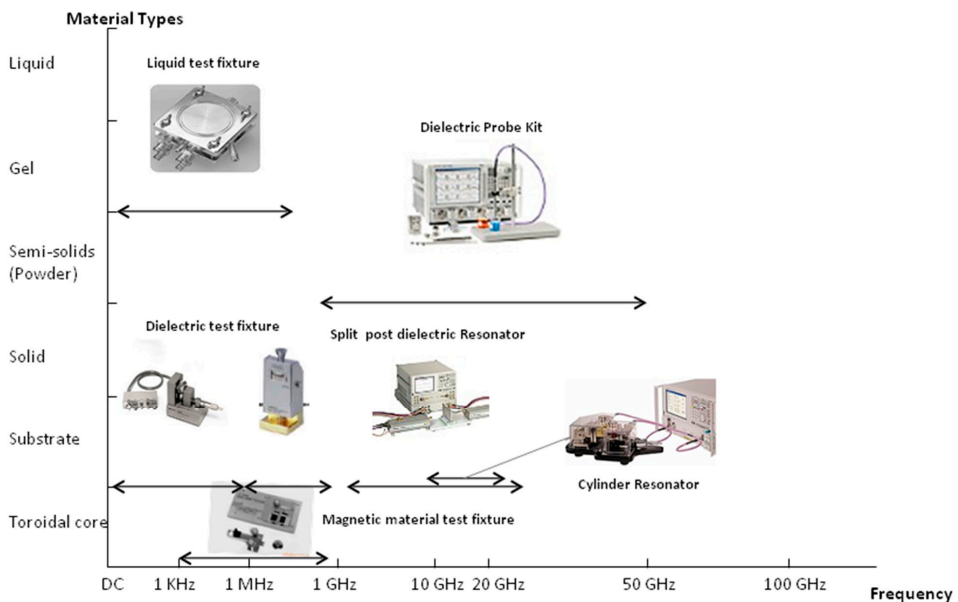 Material Types
Liquid
Liquid test fixture
Dielectric Probe Kit
Gel
Semi-solids
(Powder)
Dielectric test fixture
Split post dielectric Resonator
Solid
Substrate
Cylinder Resonator
Toroidal core
Magnetic material test fixture
DC
1 KHz
1 MHz
1 GHz
10 GHz
20 GHz
50 GHz
100 GHz
Frequency